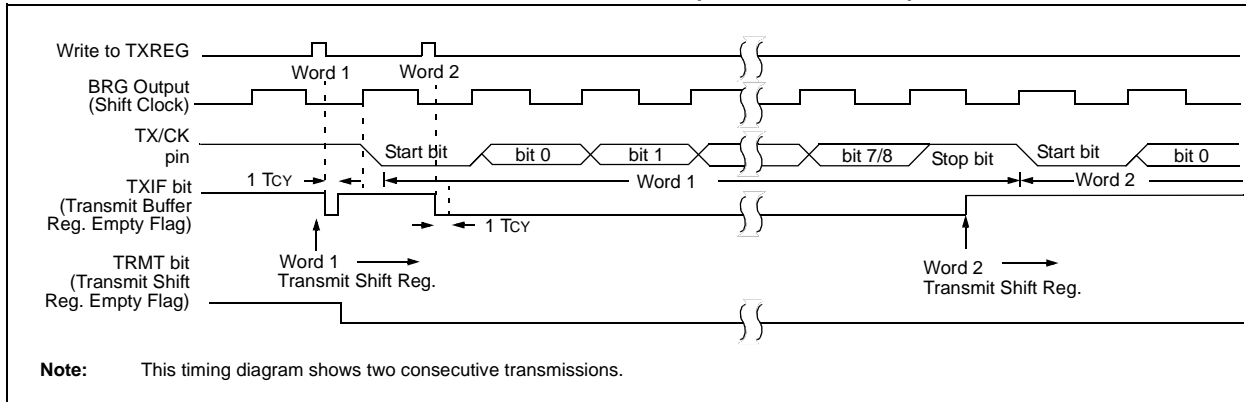 Write to TXREG
Word 1
Word 2
BRG Output
(Shift Clock)
TX/CK
pin
Start bit
bit 0
bit 1
bit 7/8
Stop bit
Start bit
bit 0
1 TCY
Word 1
Word 2
TXIF bit
(Transmit Buffer
Reg. Empty Flag)
1 TCY
Word 1
Transmit Shift Reg.
Word 2
Transmit Shift Reg.
TRMT bit
(Transmit Shift
Reg. Empty Flag)
Note: This timing diagram shows two consecutive transmissions.